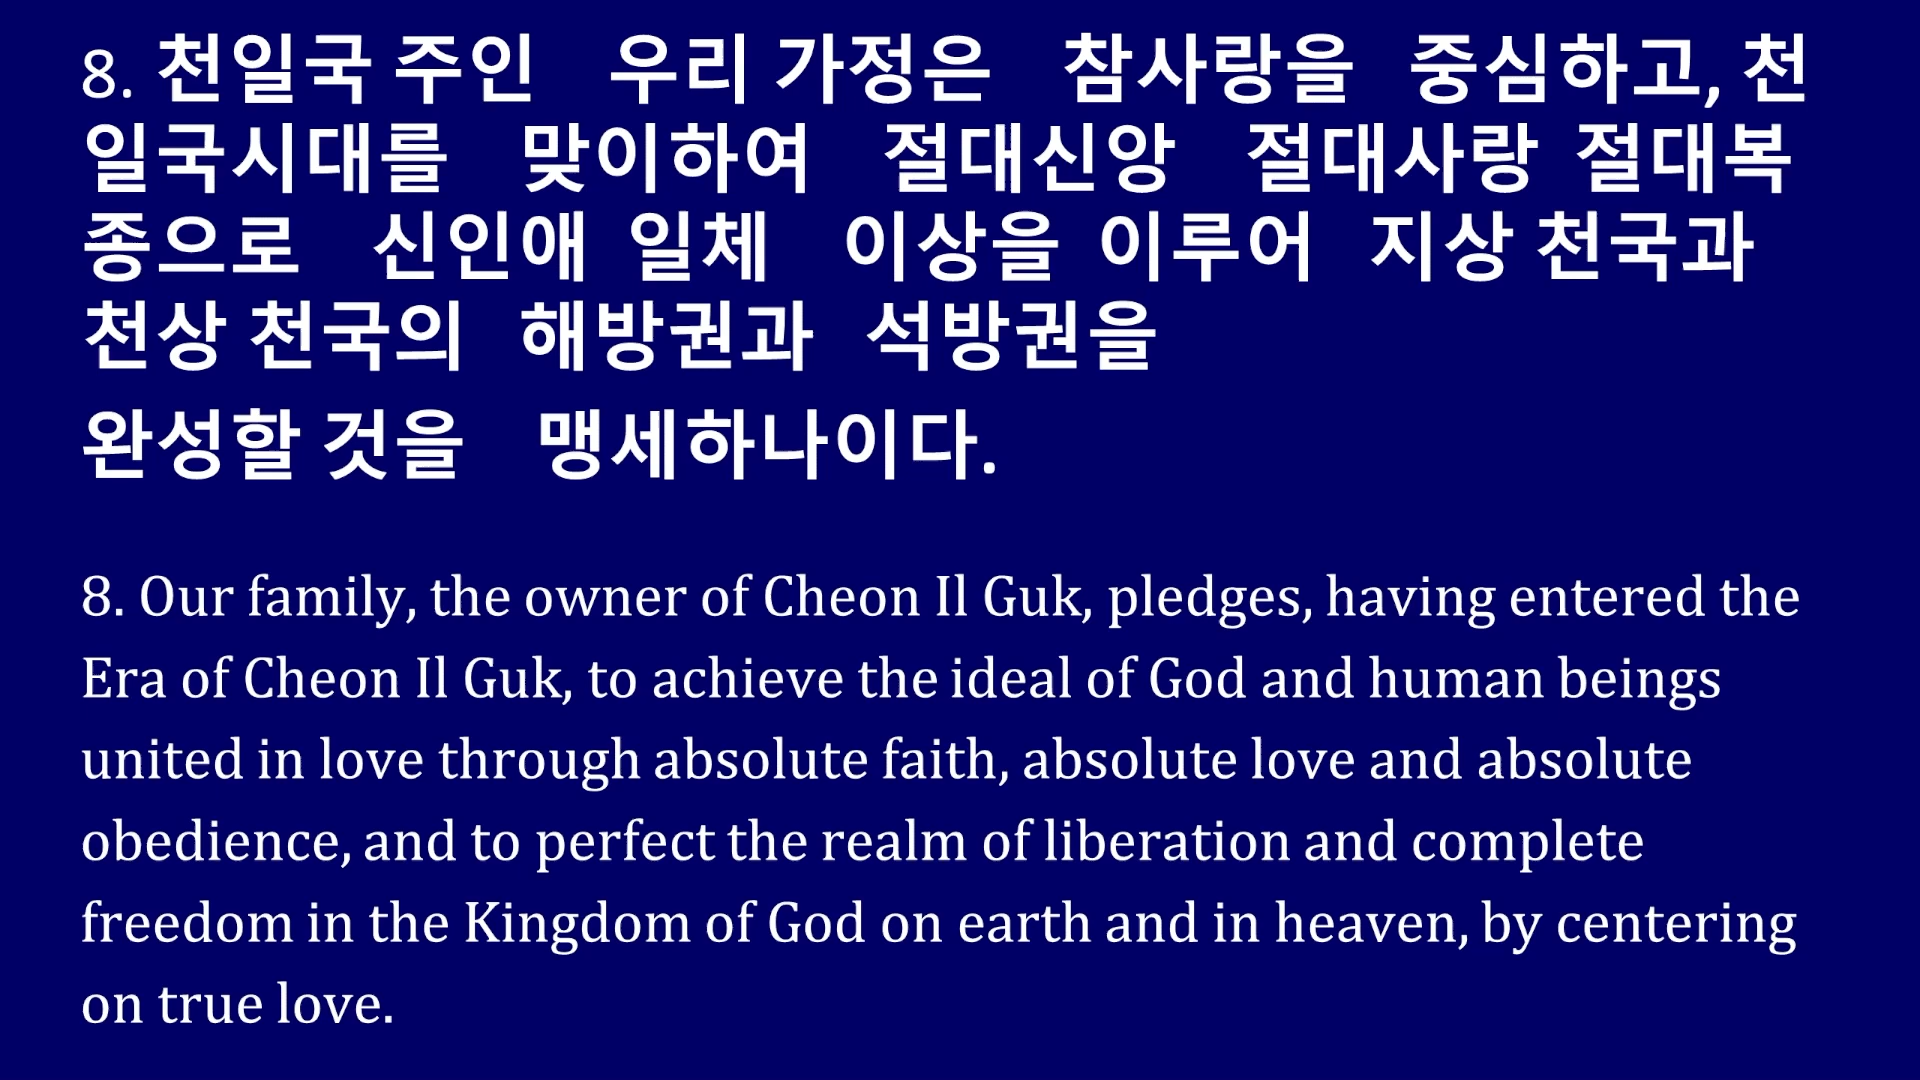 8. 천일국 주인 우리 가정은 참사랑을 중심하고, 천
일국시대를 맞이하여 절대신앙 절대사랑 절대복
종으로 신인애 일체 이상을 이루어 지상 천국과
천상 천국의 해방권과 석방권을
완성할 것을 맹세하나이다.
8. Our family, the owner of Cheon Il Guk, pledges, having entered the
Era of Cheon Il Guk, to achieve the ideal of God and human beings
united in love through absolute faith, absolute love and absolute
obedience, and to perfect the realm of liberation and complete
freedom in the Kingdom of God on earth and in heaven, by centering
on true love.